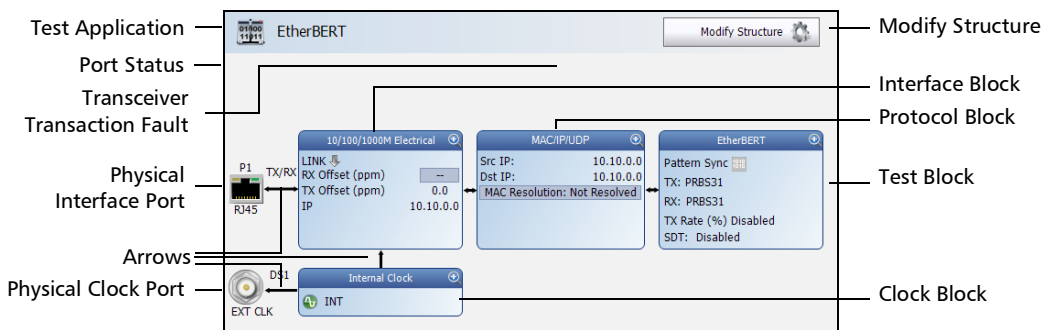 Test Application
01100
11011
EtherBERT
Modify Structure
Modify Structure
Port Status
Transceiver
Transaction Fault
Interface Block
Protocol Block
10/100/1000M Electrical
MAC/IP/UDP
EtherBERT
LINK
RX Offset (ppm) --
TX Offset (ppm) 0.0
IP 10.10.0.0
Src IP: 10.10.0.0
Dst IP: 10.10.0.0
MAC Resolution: Not Resolved
Pattern Sync
TX: PRBS31
RX: PRBS31
TX Rate (%) Disabled
SDT: Disabled
Test Block
Physical
Interface Port
P1
TX/RX
RJ45
Arrows
Physical Clock Port
DS1
EXT CLK
Internal Clock
INT
Clock Block